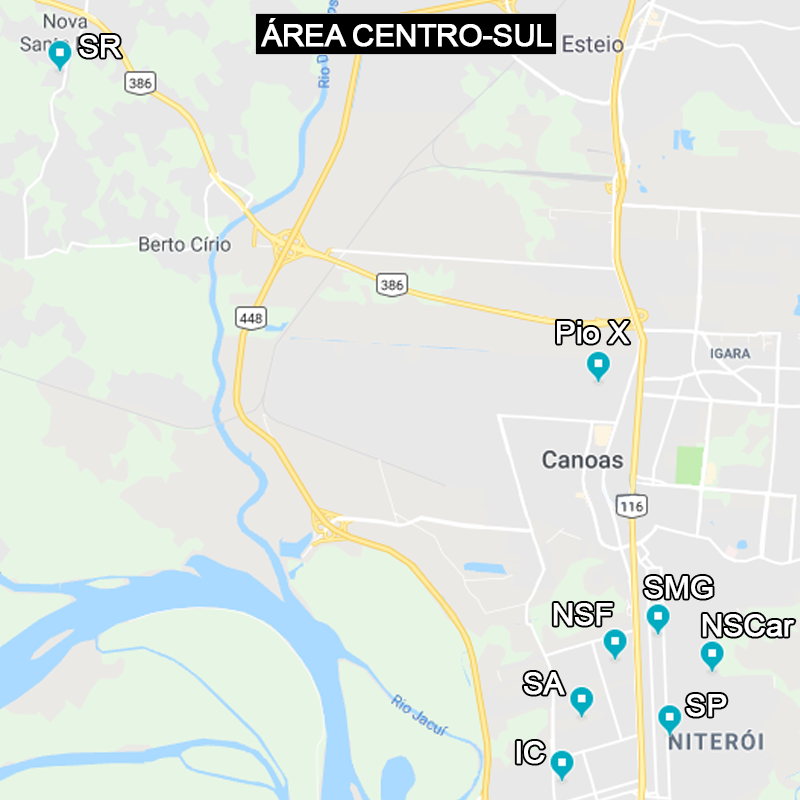 ÁREA CENTRO-SUL
Nova
SR
Esteio
386
Berto Círio
386
448
Pio X
IGARA
Canoas
116
SMG
NSF
NSCar
SA
Rio Jacuí
SP
NITERÓI
IC